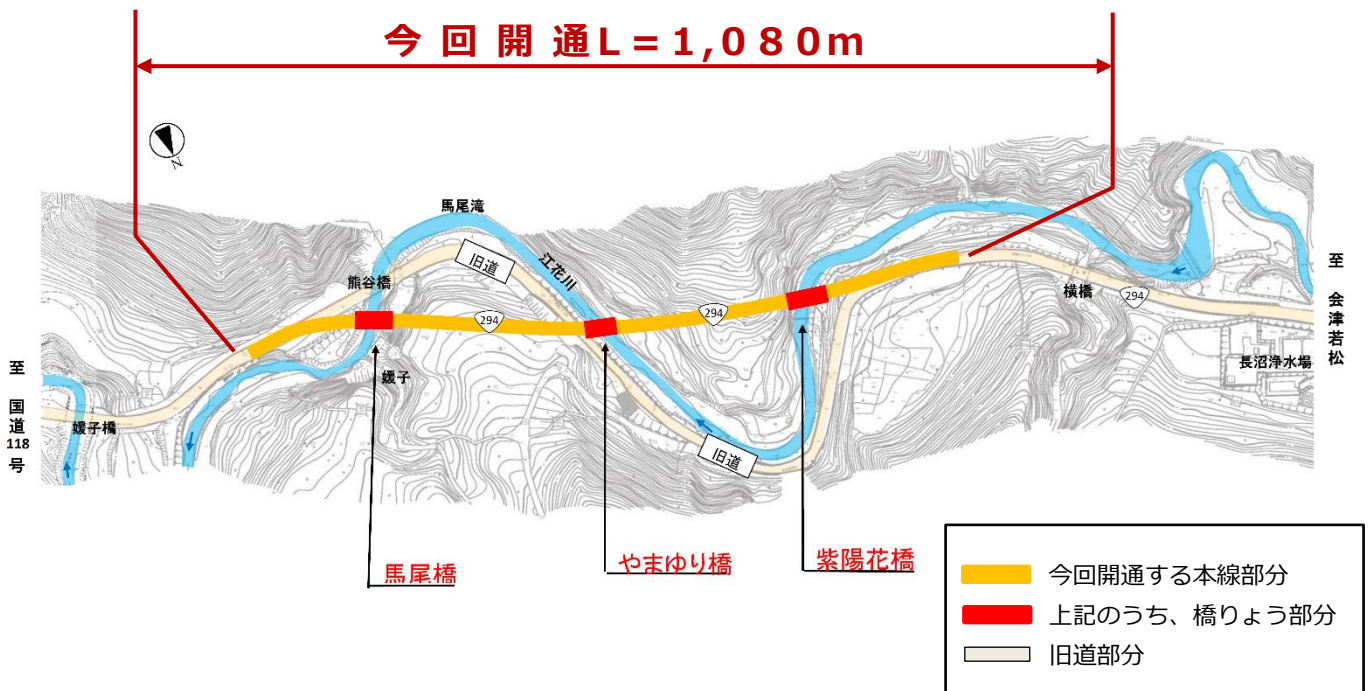 今回開通L=1,080m
N
馬尾滝
旧道
江花川
熊谷橋
294
294
横橋
294
至会津若松
長沼浄水場
至国道118号
媛子橋
媛子
旧道
馬尾橋
やまゆり橋
紫陽花橋
今回開通する本線部分
上記のうち、橋りょう部分
旧道部分